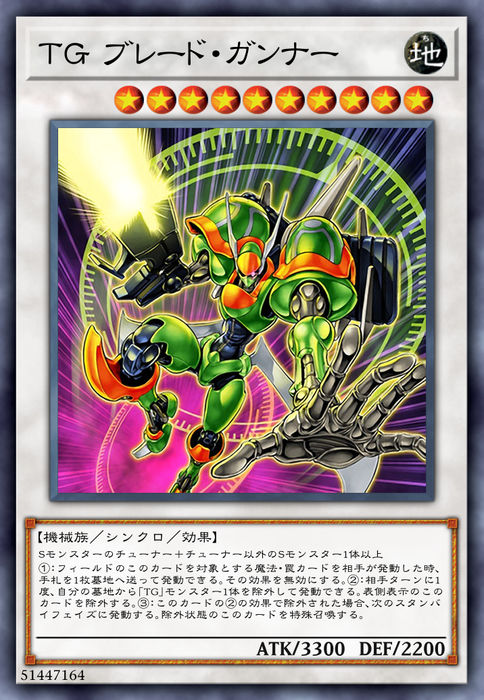 TG ブレード・ガンナー
ち
地
【機械族／シンクロ／効果】
Sモンスターのチューナー＋チューナー以外のSモンスター1体以上
①：フィールドのこのカードを対象とする魔法・罠カードを相手が発動した時、
手札を1枚墓地へ送って発動できる。その効果を無効にする。②：相手ターンに1
度、自分の墓地から「TG」モンスター1体を除外して発動できる。表側表示のこの
カードを除外する。③：このカードの②の効果で除外された場合、次のスタンバ
イフェイズに発動する。除外状態のこのカードを特殊召喚する。
ATK/3300 DEF/2200
51447164